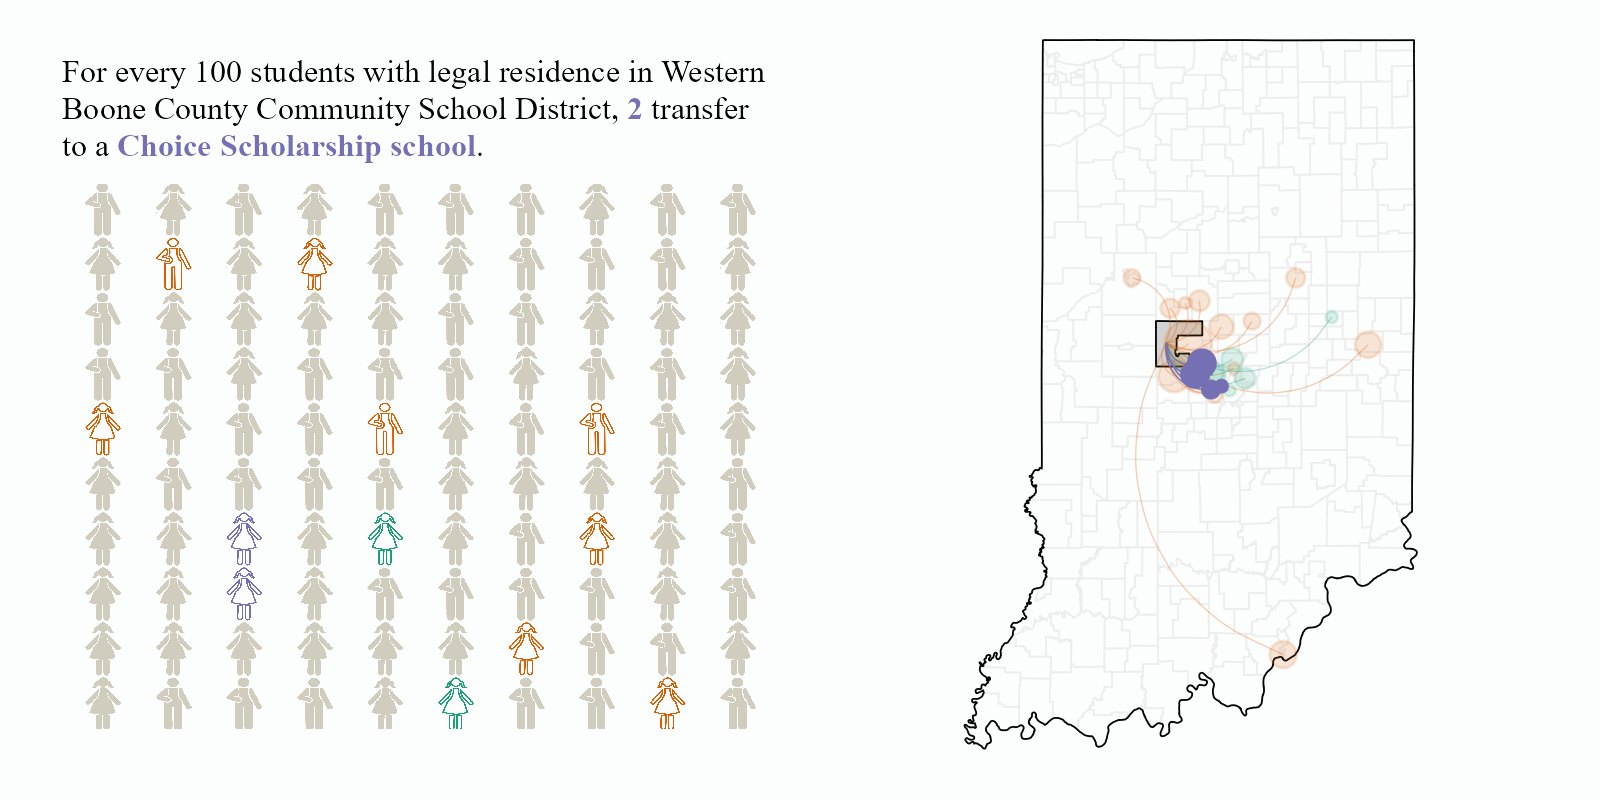 For every 100 students with legal residence in Western
Boone County Community School District, 2 transfer
to a Choice Scholarship school.